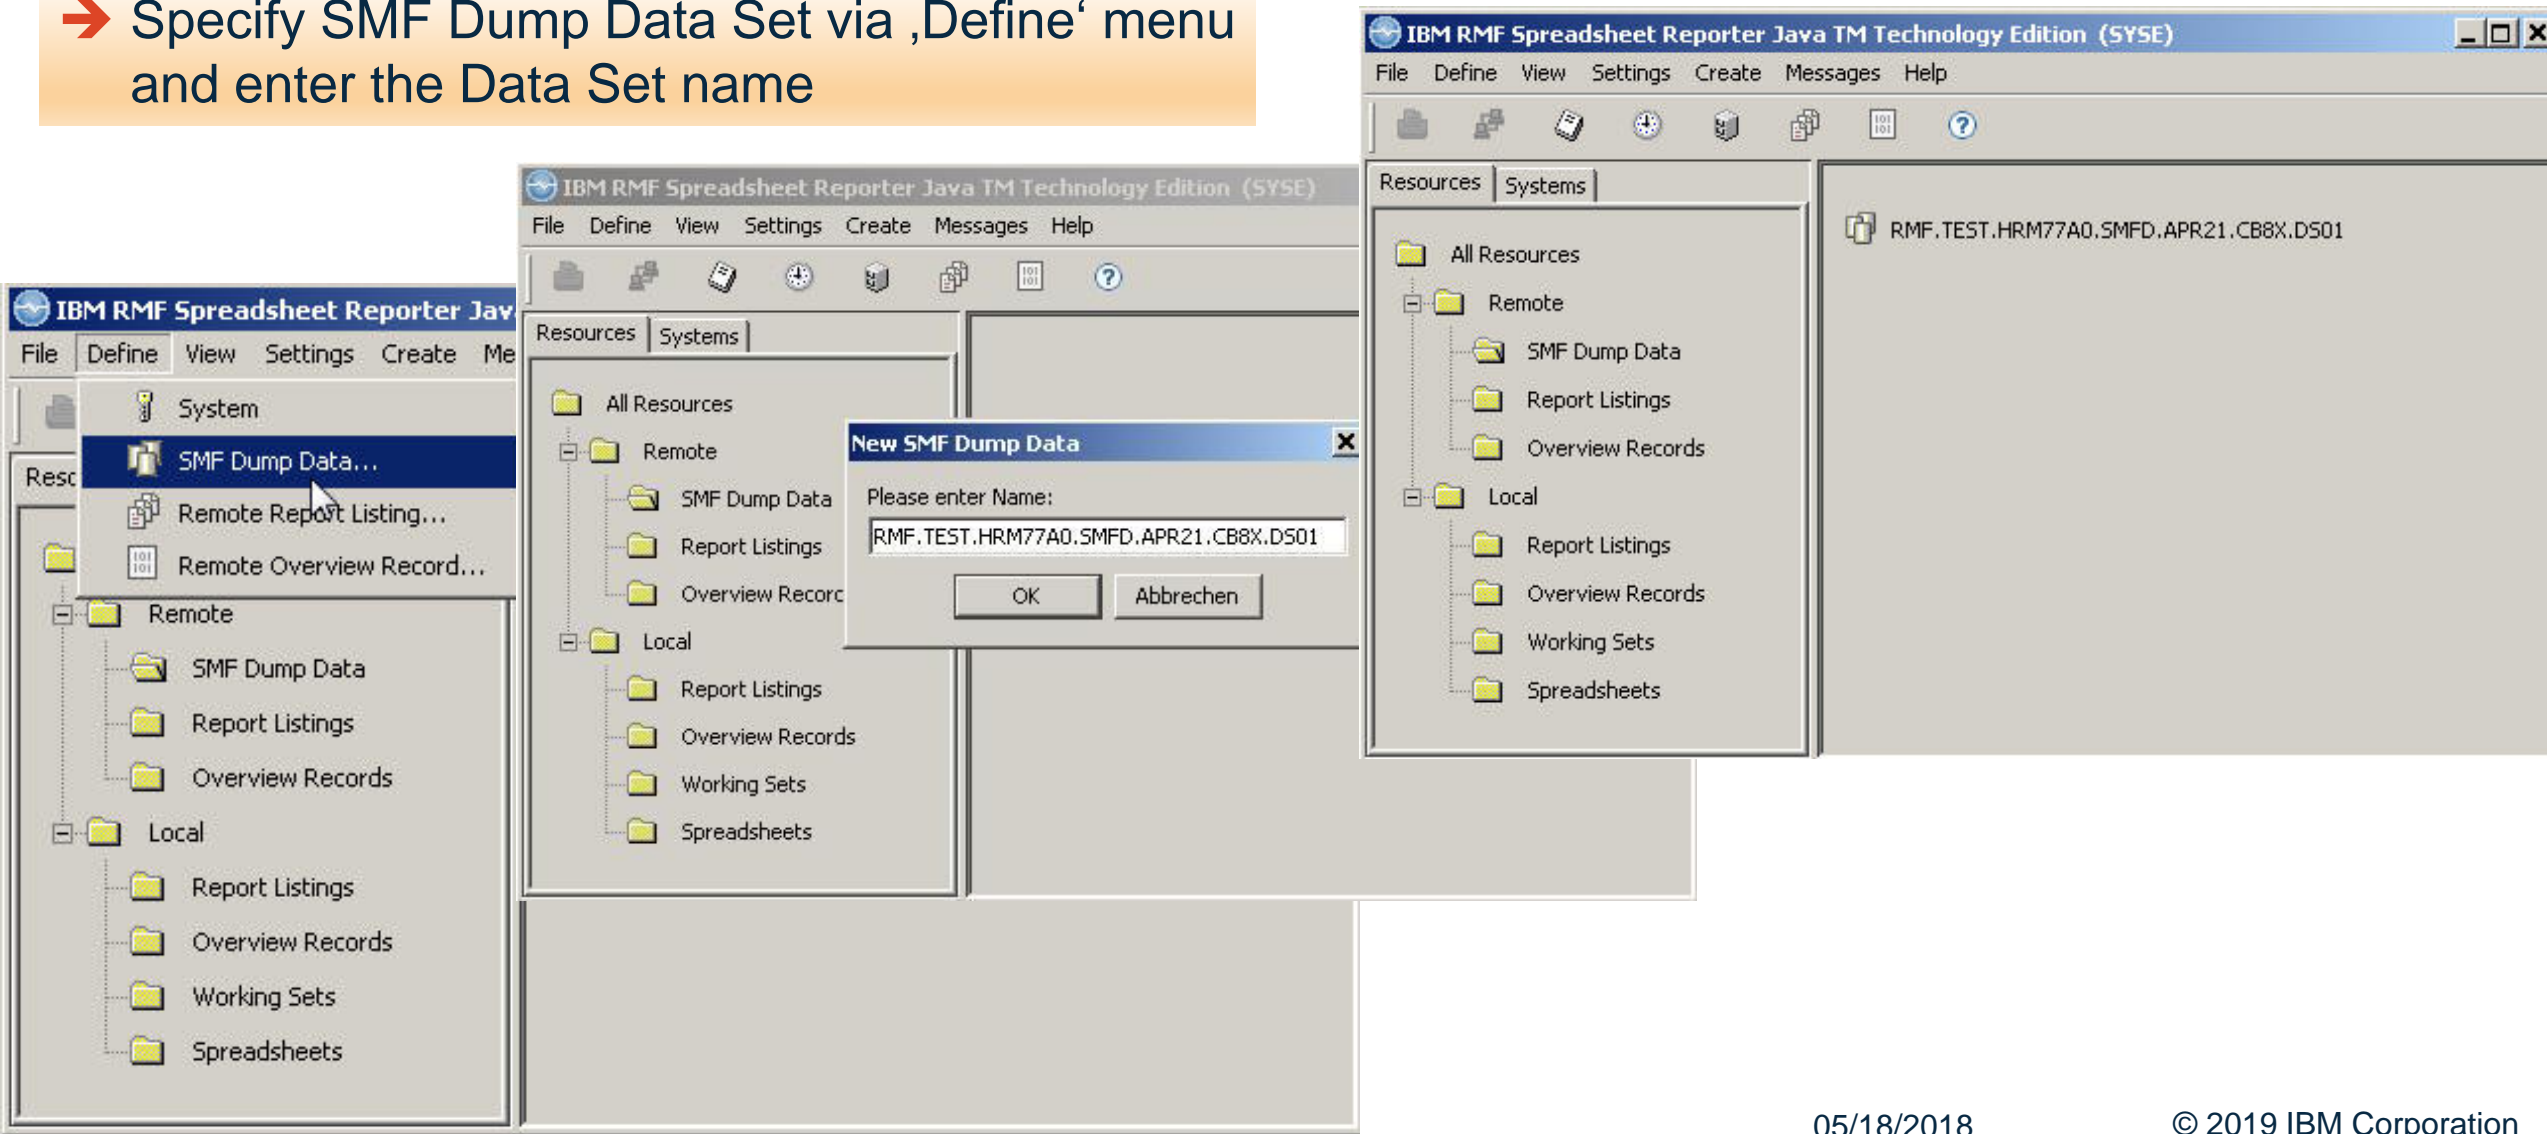 Specify SMF Dump Data Set via ‚Define‘ menu
and enter the Data Set name
IBM RMF Spreadsheet Reporter Jav
File Define View Settings Create Me
System
SMF Dump Data...
Remote Report Listing...
Remote Overview Record...
Resc
Remote
SMF Dump Data
Report Listings
Overview Records
Local
Report Listings
Overview Records
Working Sets
Spreadsheets
IBM RMF Spreadsheet Reporter Java TM Technology Edition (SYSE)
File Define View Settings Create Messages Help
Resources Systems
All Resources
Remote
SMF Dump Data
Report Listings
Overview Recorc
Local
Report Listings
Overview Records
Working Sets
Spreadsheets
New SMF Dump Data
Please enter Name:
RMF.TEST.HRM77A0.SMFD.APR21.CB8X.DS01
OK Abbrechen
IBM RMF Spreadsheet Reporter Java TM Technology Edition (SYSE)
File Define View Settings Create Messages Help
Resources Systems
All Resources
Remote
SMF Dump Data
Report Listings
Overview Records
Local
Report Listings
Overview Records
Working Sets
Spreadsheets
RMF.TEST.HRM77A0.SMFD.APR21.CB8X.DS01
05/18/2018
© 2019 IBM Corporation